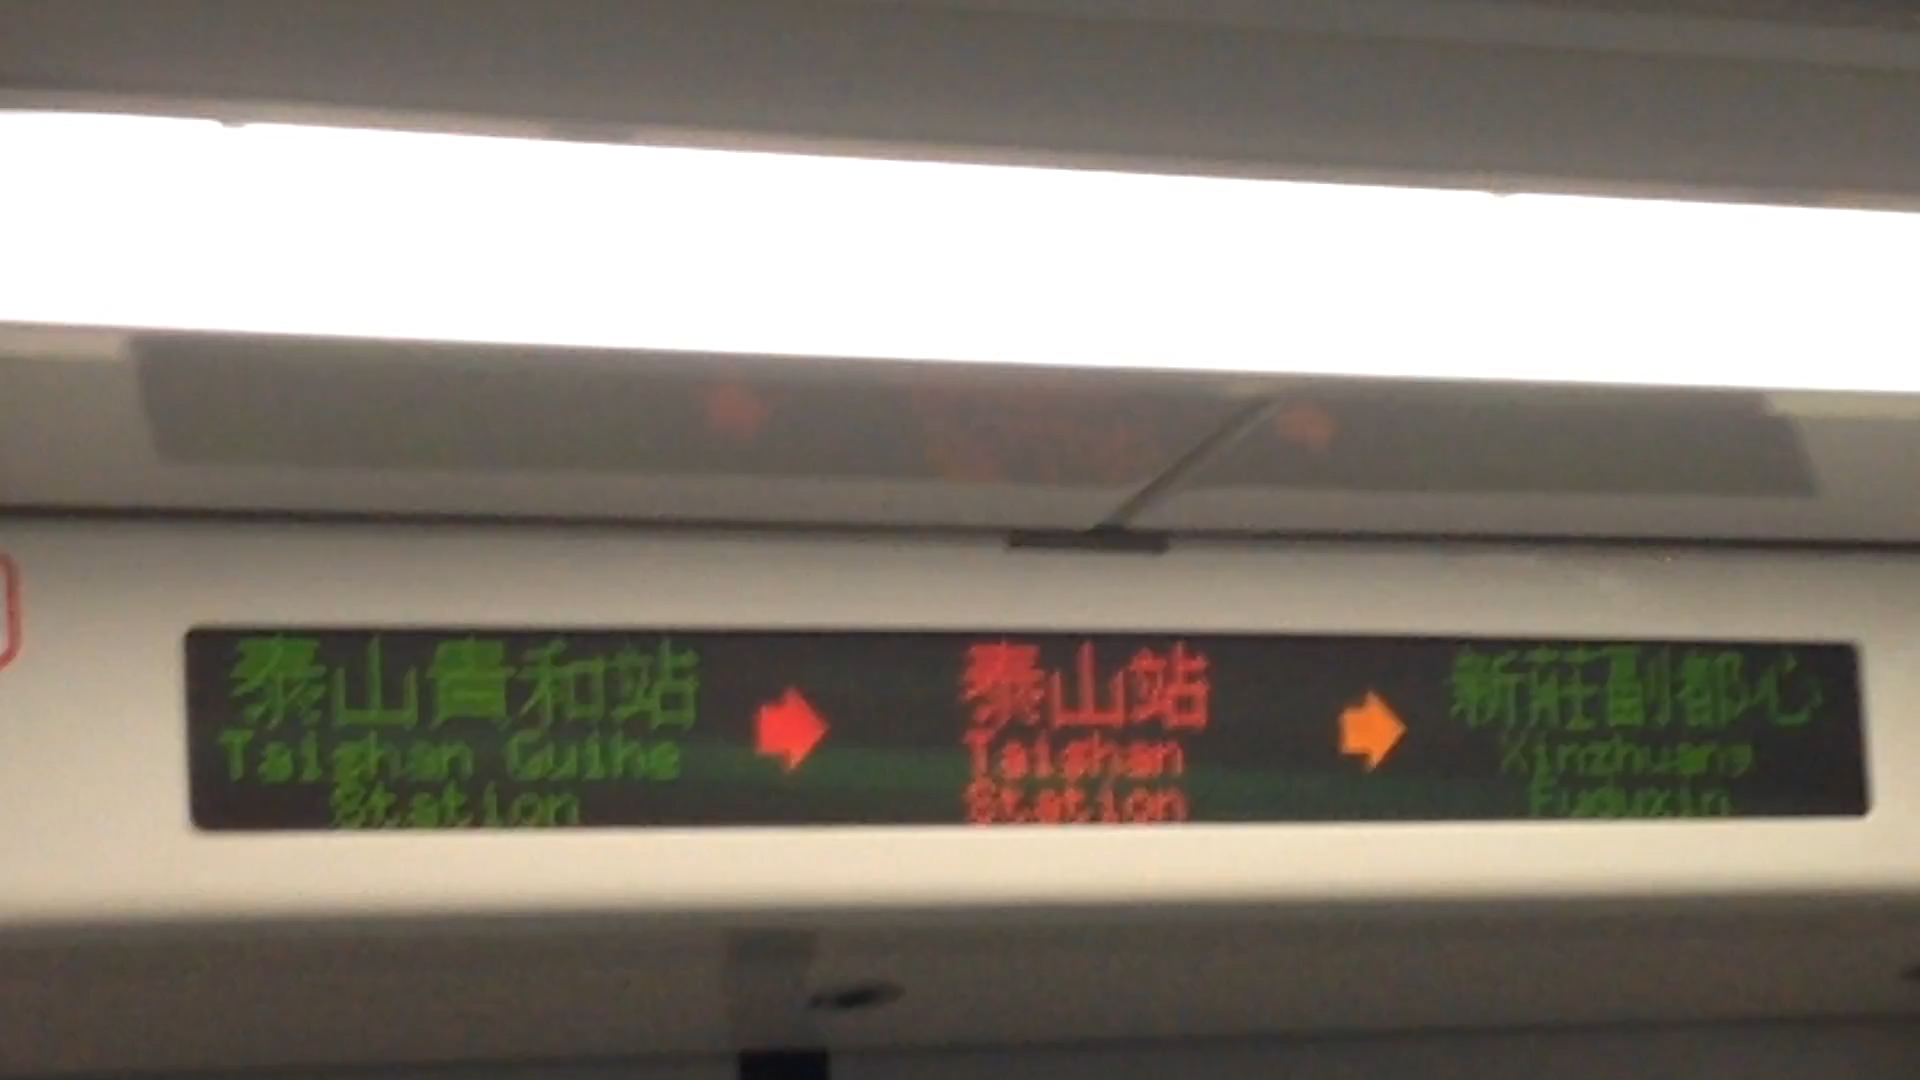 泰山貴和站
Taishan Guihe
Station
泰山站
Taishan
Station
新莊副都心
Xinzhuang
Fuduxin